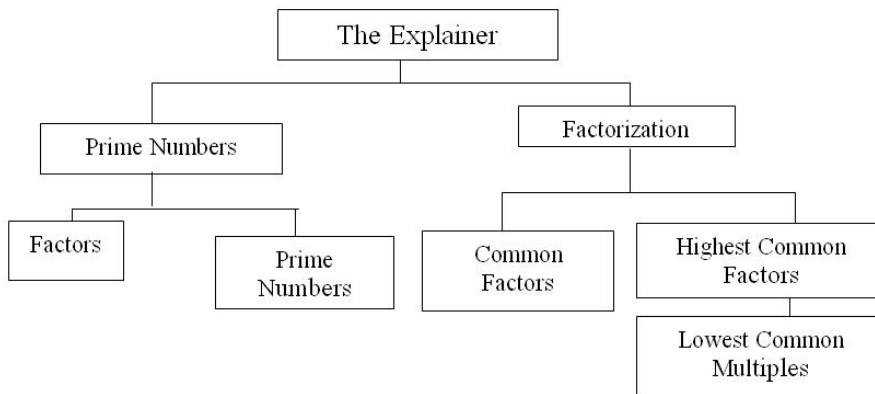 The Explainer
Prime Numbers
Factorization
Factors
Prime
Numbers
Common
Factors
Highest Common
Factors
Lowest Common
Multiples